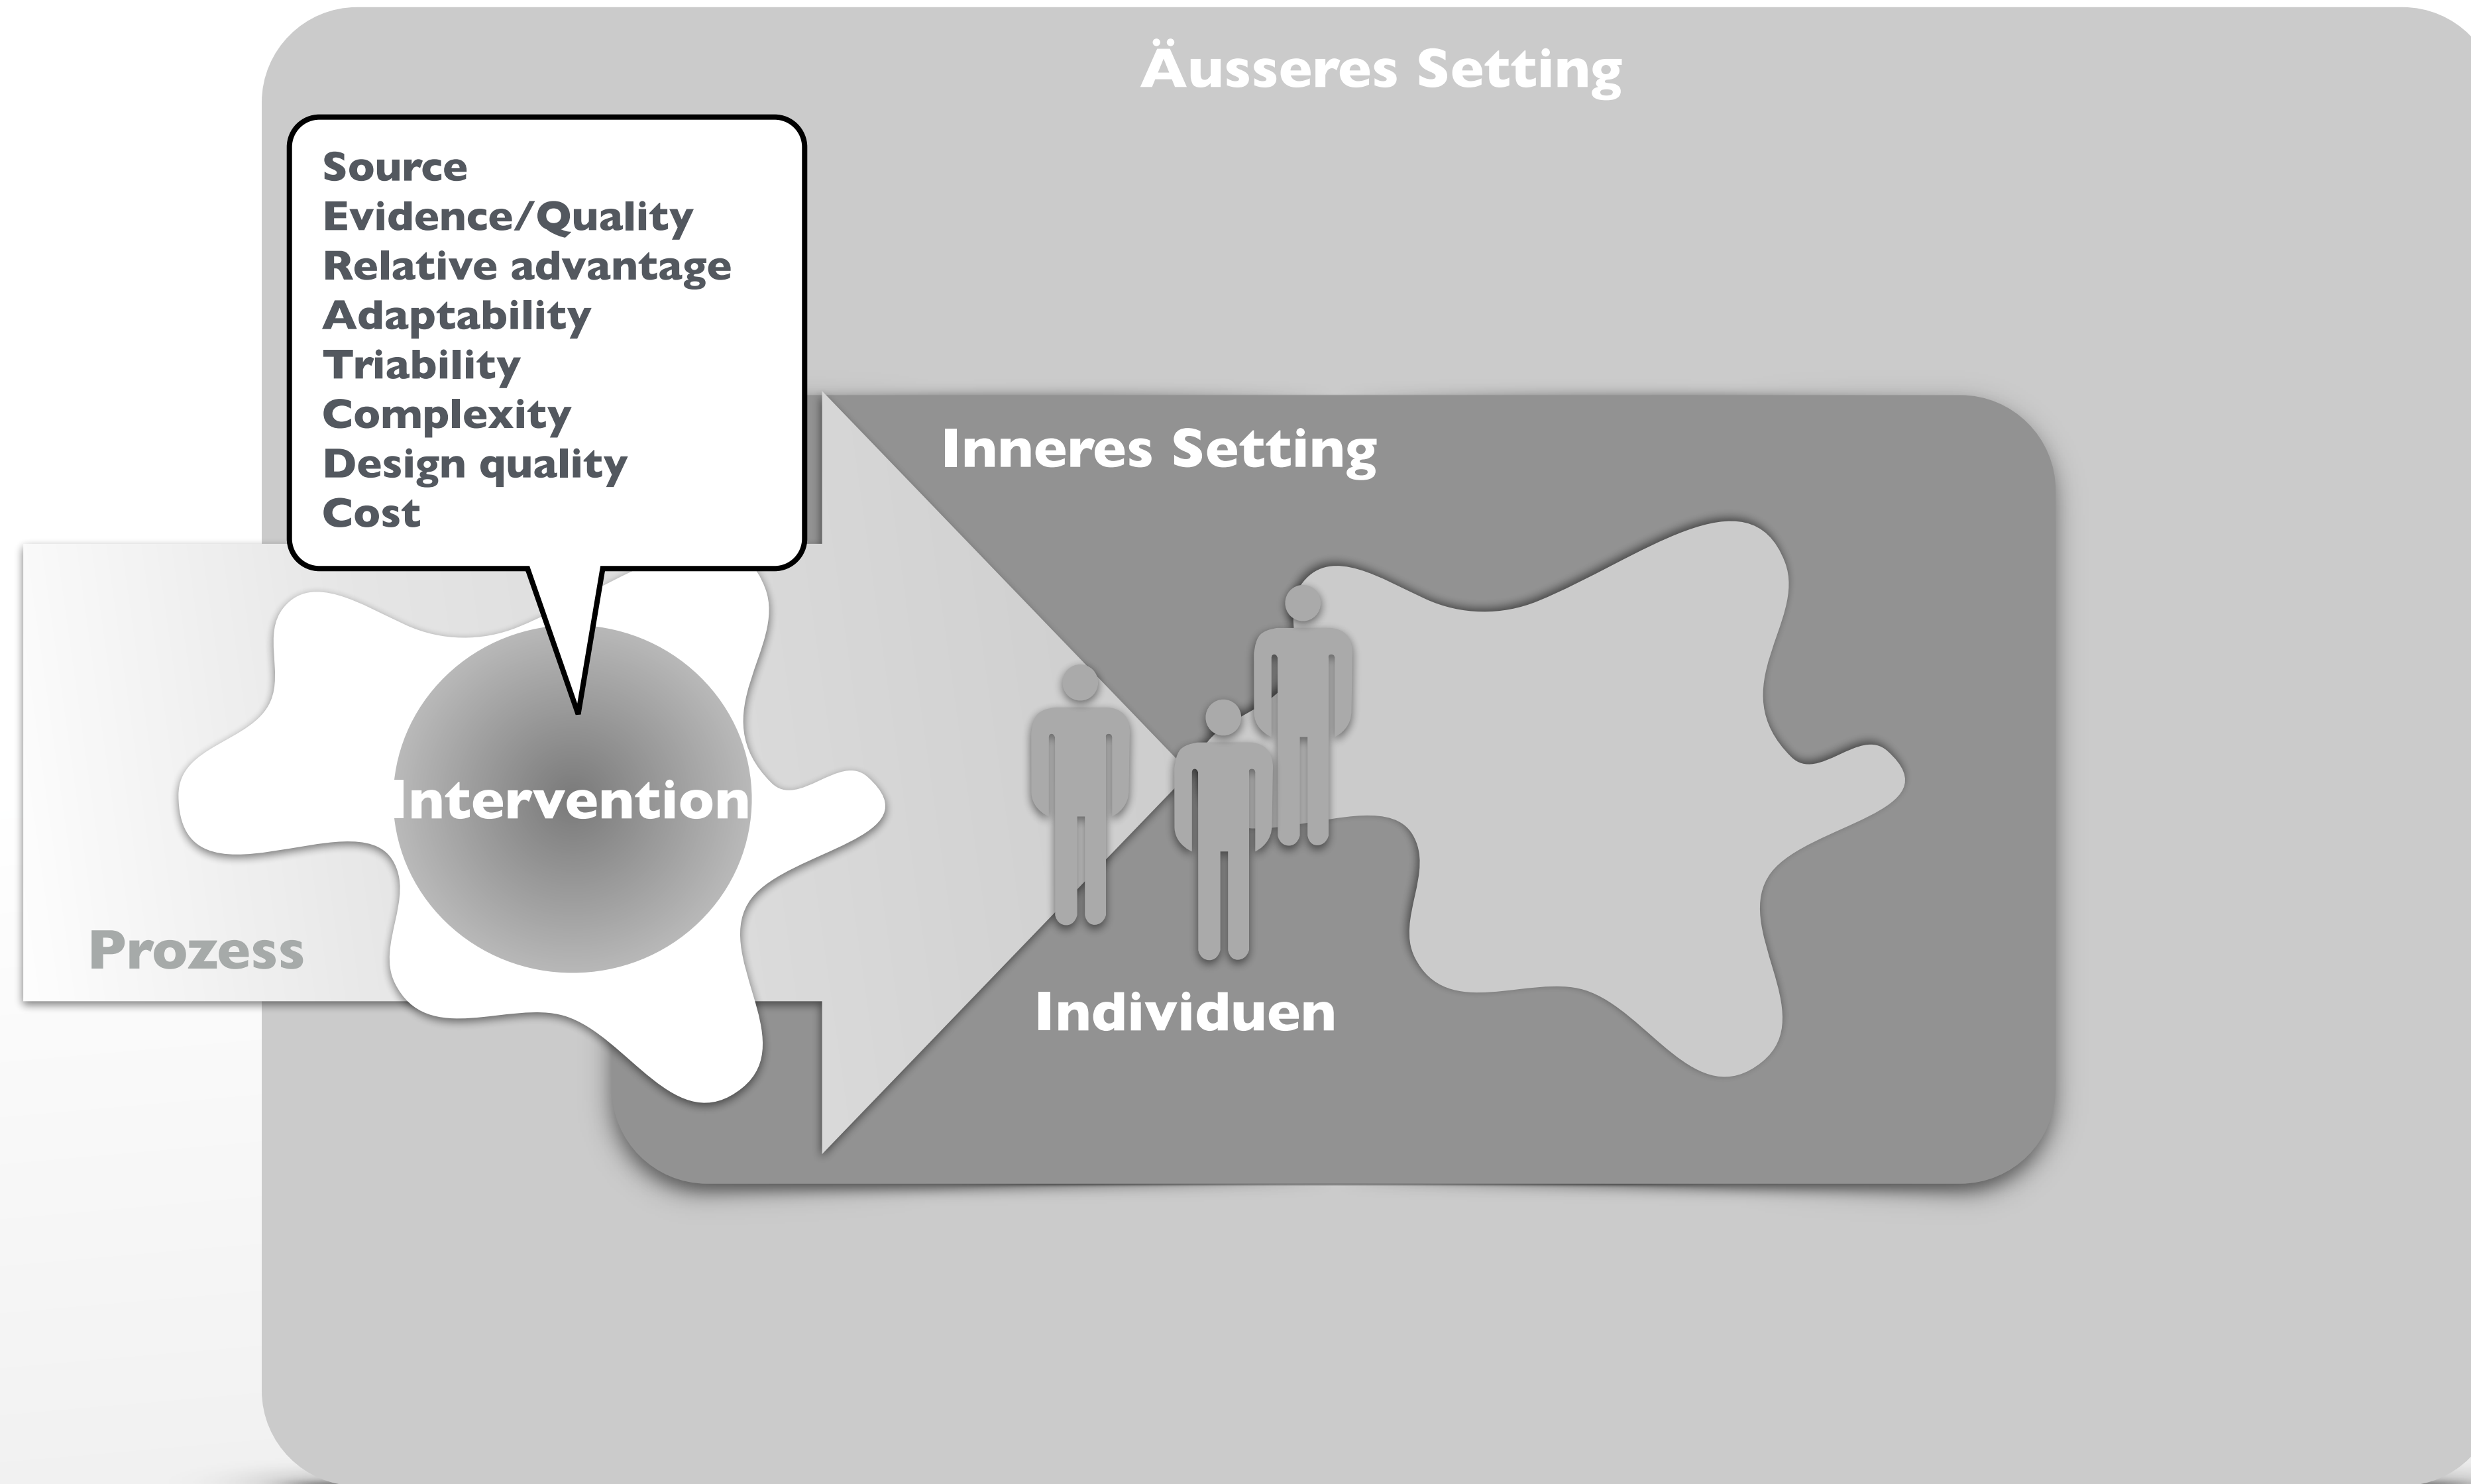 Äusseres Setting
Source
Evidence/Quality
Relative advantage
Adaptability
Triability
Complexity
Design quality
Cost
Inneres Setting
Intervention
Prozess
Individuen